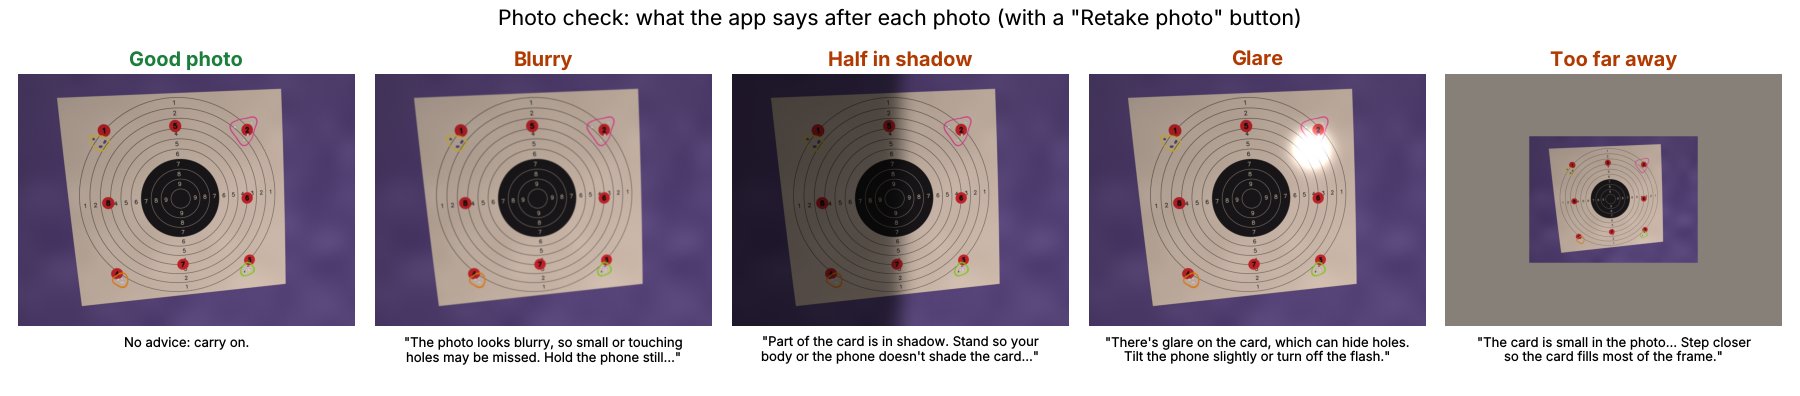 Photo check: what the app says after each photo (with a "Retake photo" button)
Good photo
Blurry
Half in shadow
Glare
Too far away
No advice: carry on.
"The photo looks blurry, so small or touching
holes may be missed. Hold the phone still..."
"Part of the card is in shadow. Stand so your
body or the phone doesn't shade the card..."
"There's glare on the card, which can hide holes.
Tilt the phone slightly or turn off the flash."
"The card is small in the photo... Step closer
so the card fills most of the frame."